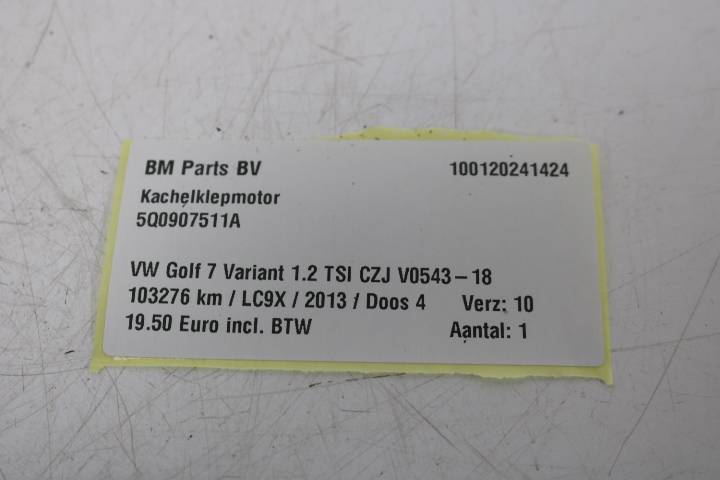 BM Parts BV 100120241424
Kachelklepmotor
5Q0907511A
VW Golf 7 Variant 1.2 TSI CZJ V0543-18
103276 km / LC9X / 2013 / Doos 4 Verz: 10
19.50 Euro incl. BTW Aantal: 1